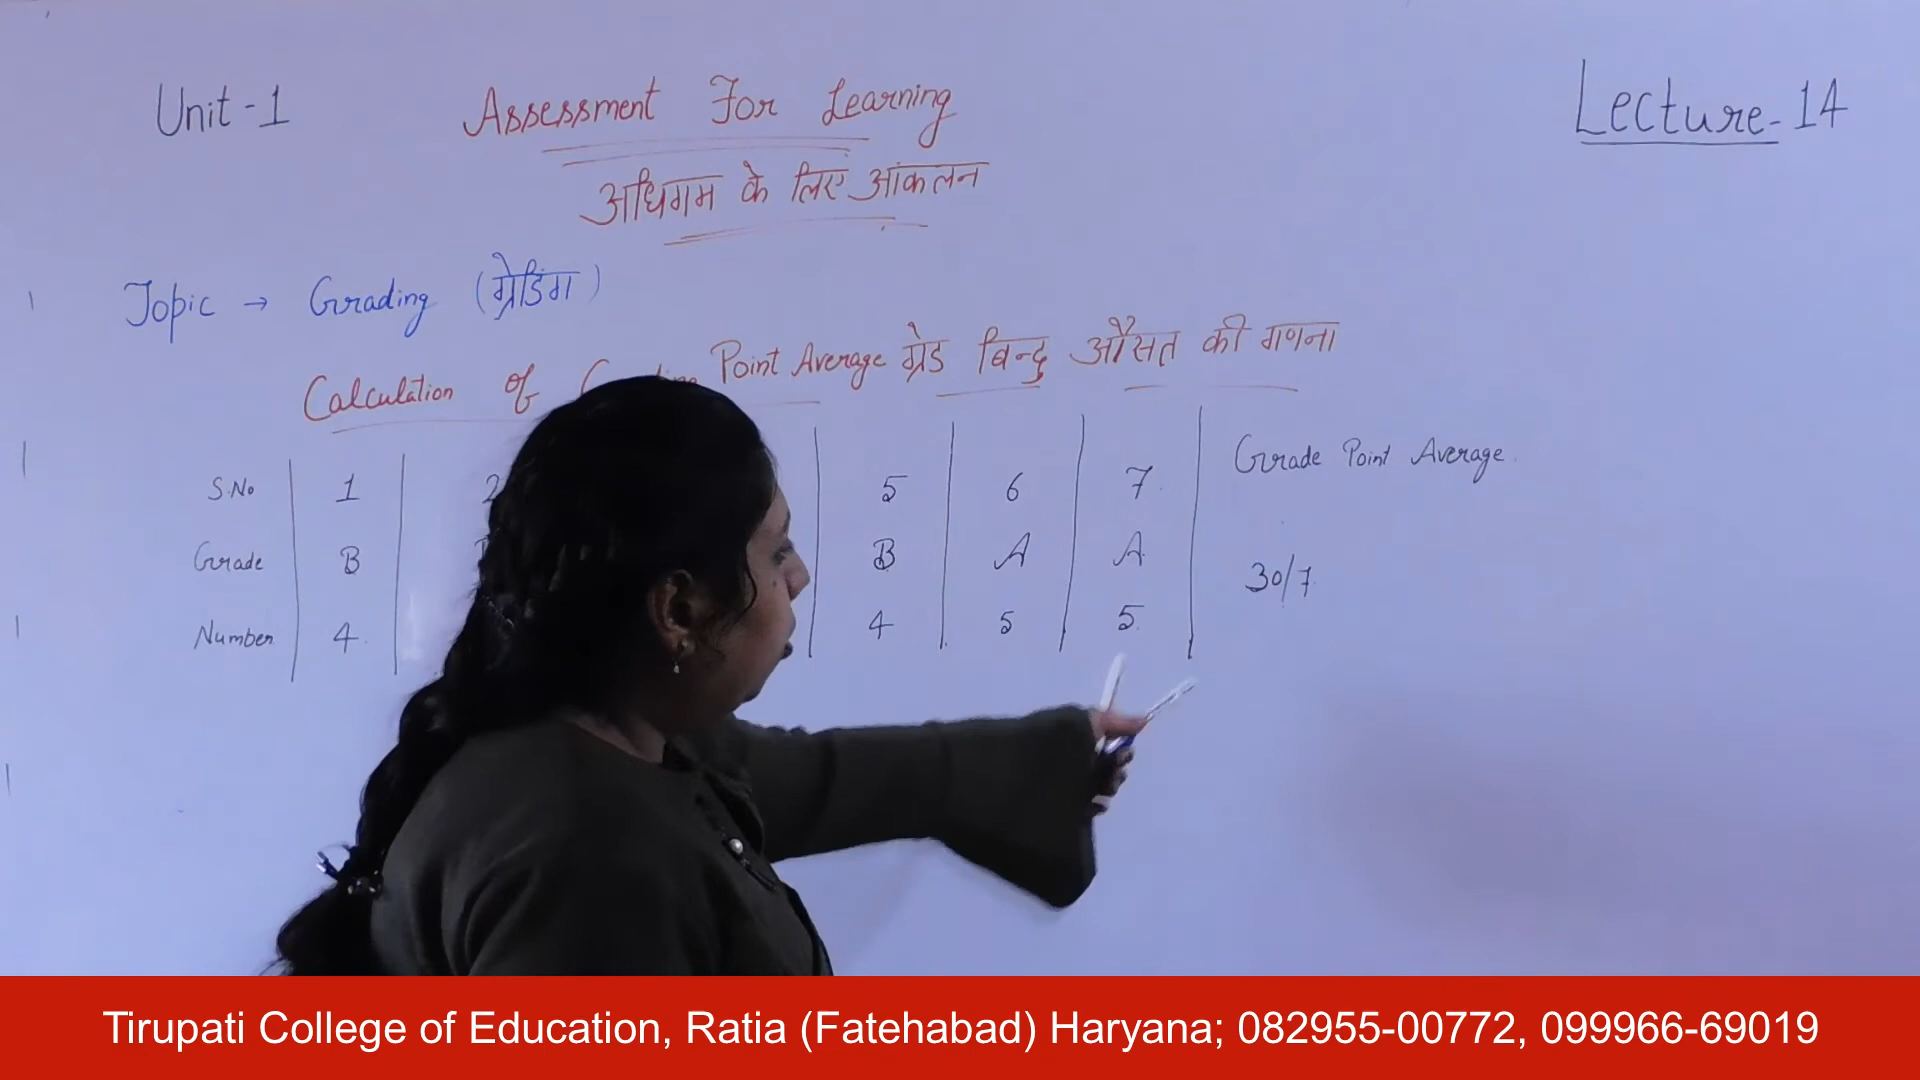 Unit -1 Assessment For Learning Lecture-14
अधिगम के लिए आंकलन
Topic → Grading (ग्रेडिंग)
Calculation of Point Average ग्रेड बिन्दु औसत की गणना
S.No 1 2 5 6 7 Grade Point Average.
Grade B B A A
Number 4 4 5 5 30/7
Tirupati College of Education, Ratia (Fatehabad) Haryana; 082955-00772, 099966-69019